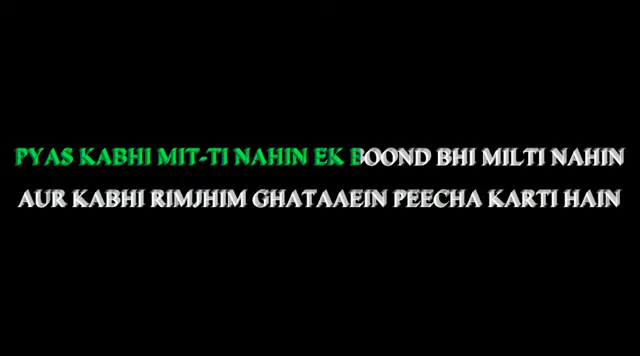 PYAS KABHI MIT-TI NAHIN EK BOOND BHI MILTI NAHIN
AUR KABHI RIMJHIM GHATAAEIN PEECHA KARTI HAIN